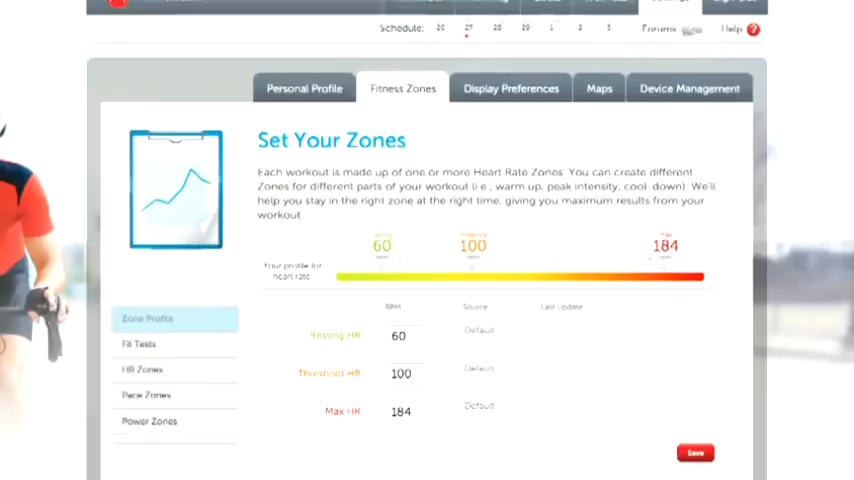 Schedule: 26 27 28 29 1 2 3 Forums Help ?
Personal Profile Fitness Zones Display Preferences Maps Device Management
Set Your Zones
Each workout is made up of one or more Heart Rate Zones. You can create different
Zones for different parts of your workout (i.e., warm up, peak intensity, cool-down). We'll
help you stay in the right zone at the right time, giving you maximum results from your
workout
60 100 184
Your profile for
heart rate
BPM Source Last Update
Resting HR 60 Default
Threshold HR 100 Default
Max HR 184 Default
Zone Profile
Fit Tests
HR Zones
Pace Zones
Power Zones
Save